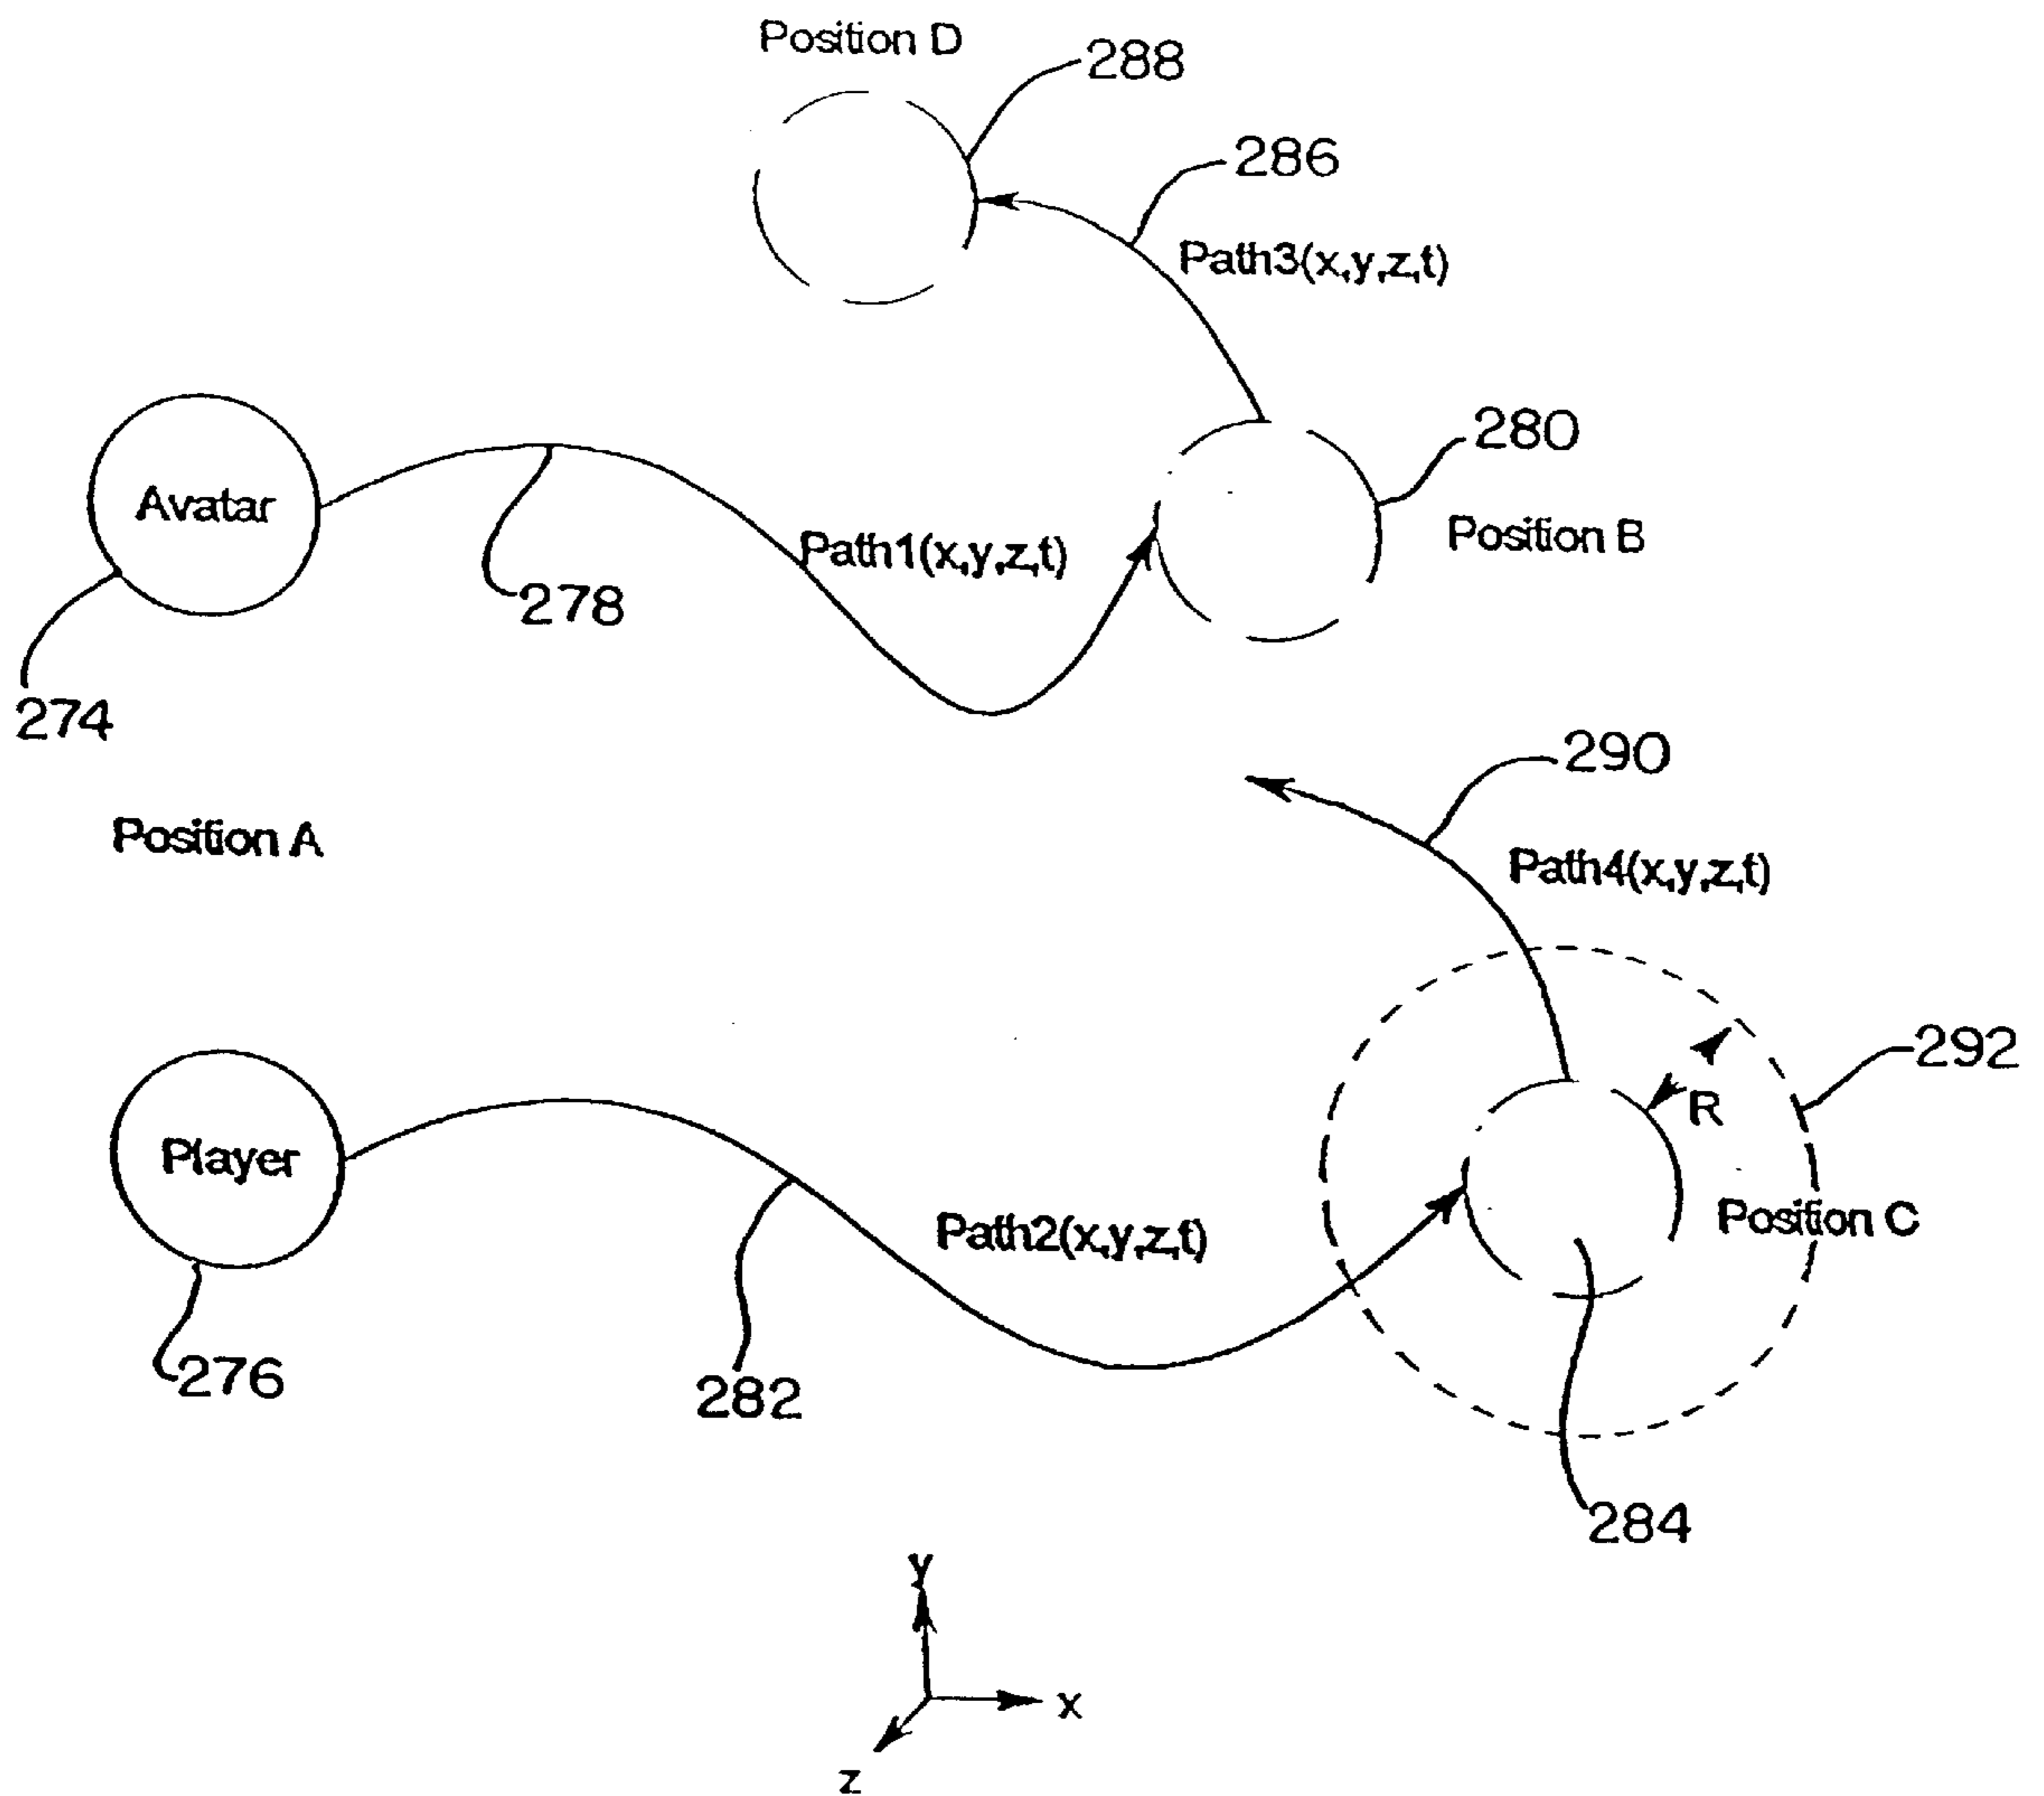 Position D
288
286
Path3(x,y,z,t)
280
Avatar
Path1(x,y,z,t)
Position B
278
274
290
Position A
Path4(x,y,z,t)
292
R
Player
Position C
Path2(x,y,z,t)
276
282
284
y
x
z